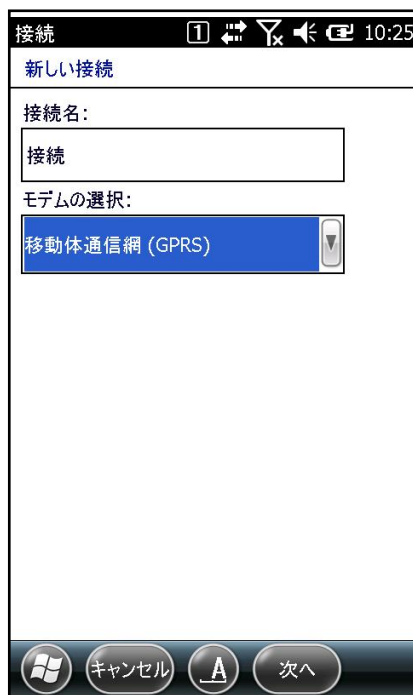 接続 1 10:25
新しい接続
接続名:
接続
モデムの選択:
移動体通信網 (GPRS)
キャンセル A 次へ